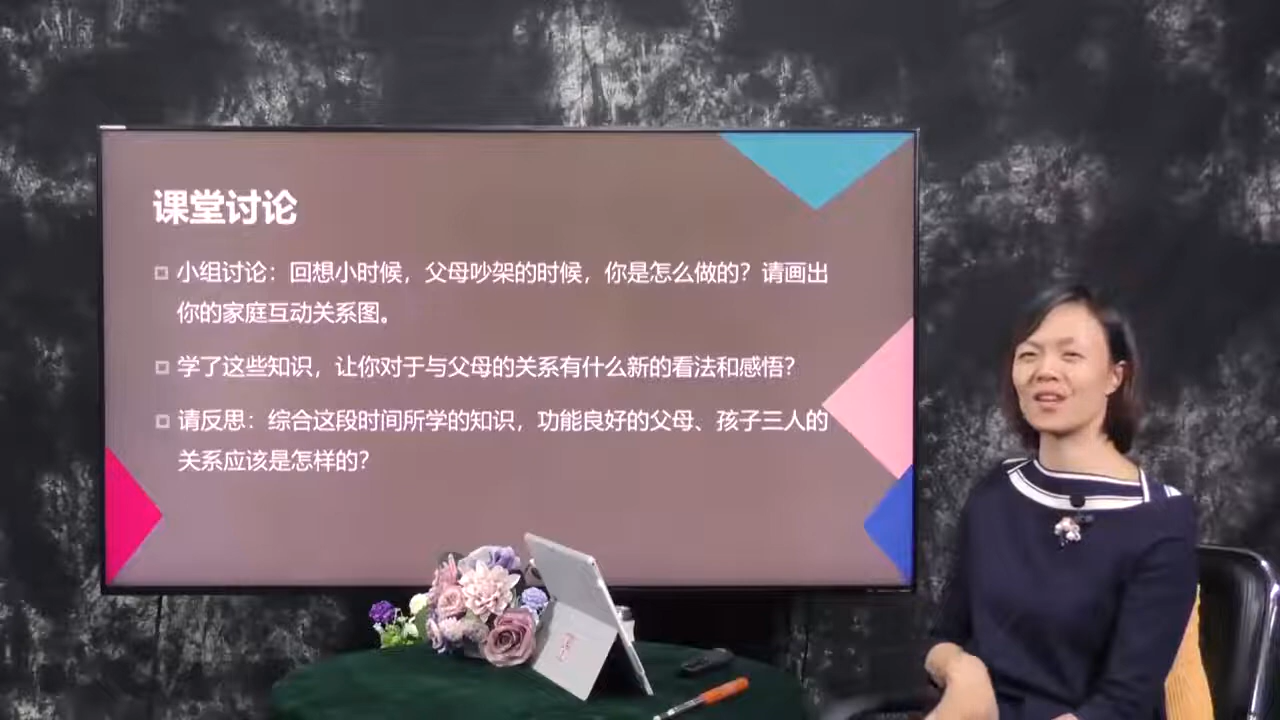 课堂讨论
小组讨论：回想小时候，父母吵架的时候，你是怎么做的？请画出
你的家庭互动关系图。
学了这些知识，让你对于与父母的关系有什么新的看法和感悟？
请反思：综合这段时间所学的知识，功能良好的父母、孩子三人的
关系应该是怎样的？